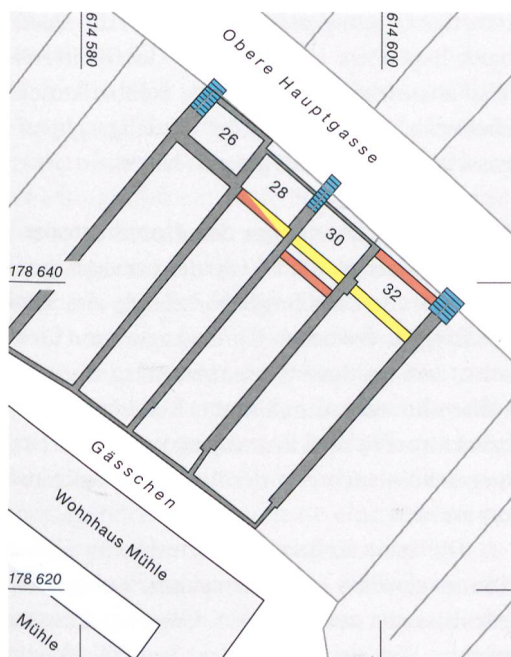 614 580
614 600
Obere Hauptgasse
26
28
30
32
178 640
Gässchen
Wohnhaus Mühle
178 620
Mühle